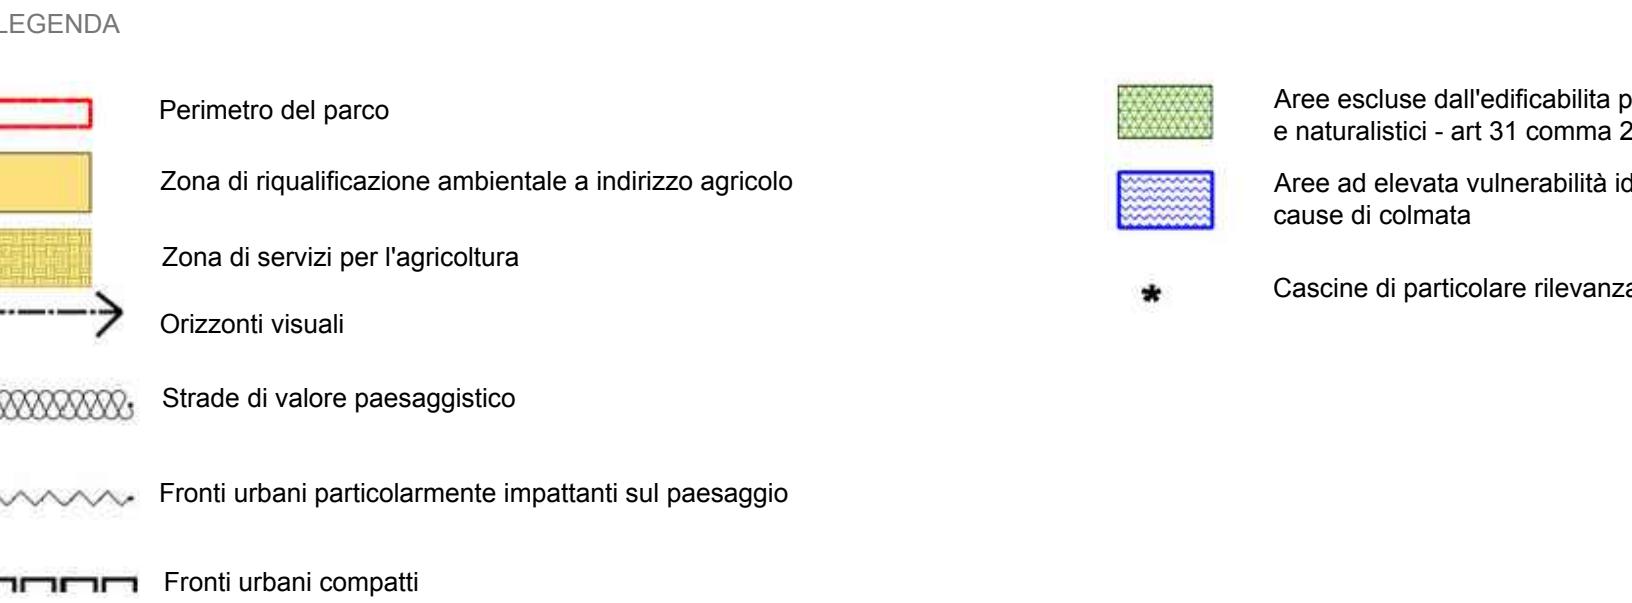 LEGENDA
Perimetro del parco
Zona di riqualificazione ambientale a indirizzo agricolo
Zona di servizi per l'agricoltura
Orizzonti visuali
Strade di valore paesaggistico
Fronti urbani particolarmente impattanti sul paesaggio
Fronti urbani compatti
Aree escluse dall'edificabilita
e naturalistici - art 31 comma
Aree ad elevata vulnerabilità
cause di colmata
Cascine di particolare rilevanza